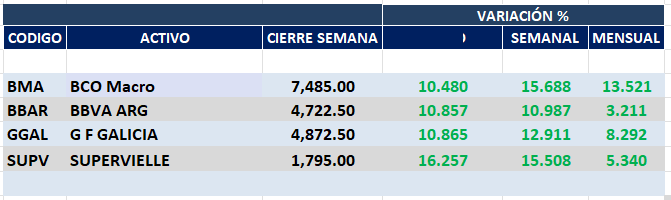 VARIACIÓN %
CODIGO ACTIVO CIERRE SEMANA SEMANAL MENSUAL
BMA BCO Macro 7,485.00 10.480 15.688 13.521
BBAR BBVA ARG 4,722.50 10.857 10.987 3.211
GGAL G F GALICIA 4,872.50 10.865 12.911 8.292
SUPV SUPERVIELLE 1,795.00 16.257 15.508 5.340